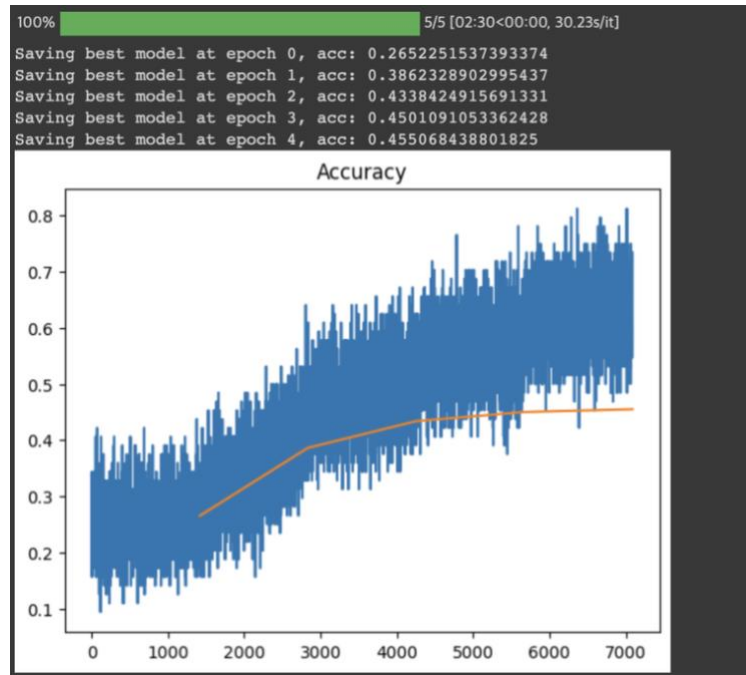 100% 5/5 [02:30<00:00, 30.23s/it]
Saving best model at epoch 0, acc: 0.2652251537393374
Saving best model at epoch 1, acc: 0.3862328902995437
Saving best model at epoch 2, acc: 0.4338424915691331
Saving best model at epoch 3, acc: 0.4501091053362428
Saving best model at epoch 4, acc: 0.455068438801825
Accuracy
0.8
0.7
0.6
0.5
0.4
0.3
0.2
0.1
0 1000 2000 3000 4000 5000 6000 7000